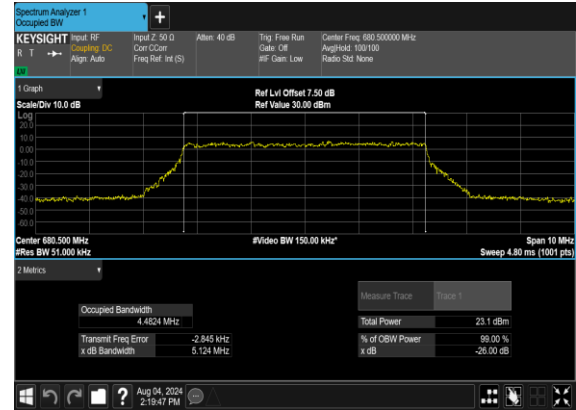 Spectrum Analyzer 1
Occupied BW
KEYSIGHT
R T
LV
Input: RF
Coupling: DC
Align: Auto
Input Z: 50 Ω
Corr CCorr
Freq Ref: Int (S)
Atten: 40 dB
Trig: Free Run
Gate: Off
#IF Gain: Low
Center Freq: 680.500000 MHz
Avg|Hold: 100/100
Radio Std: None
1 Graph
Scale/Div 10.0 dB
Ref Lvl Offset 7.50 dB
Ref Value 30.00 dBm
Log
20.0
10.0
0.00
-10.0
-20.0
-30.0
-40.0
-50.0
-60.0
Center 680.500 MHz
#Res BW 51.000 kHz
#Video BW 150.00 kHz*
Span 10 MHz
Sweep 4.80 ms (1001 pts)
2 Metrics
Measure Trace
Trace 1
Occupied Bandwidth
4.4824 MHz
Total Power
23.1 dBm
Transmit Freq Error
-2.845 kHz
% of OBW Power
99.00 %
x dB Bandwidth
5.124 MHz
x dB
-26.00 dB
?
Aug 04, 2024
2:19:47 PM